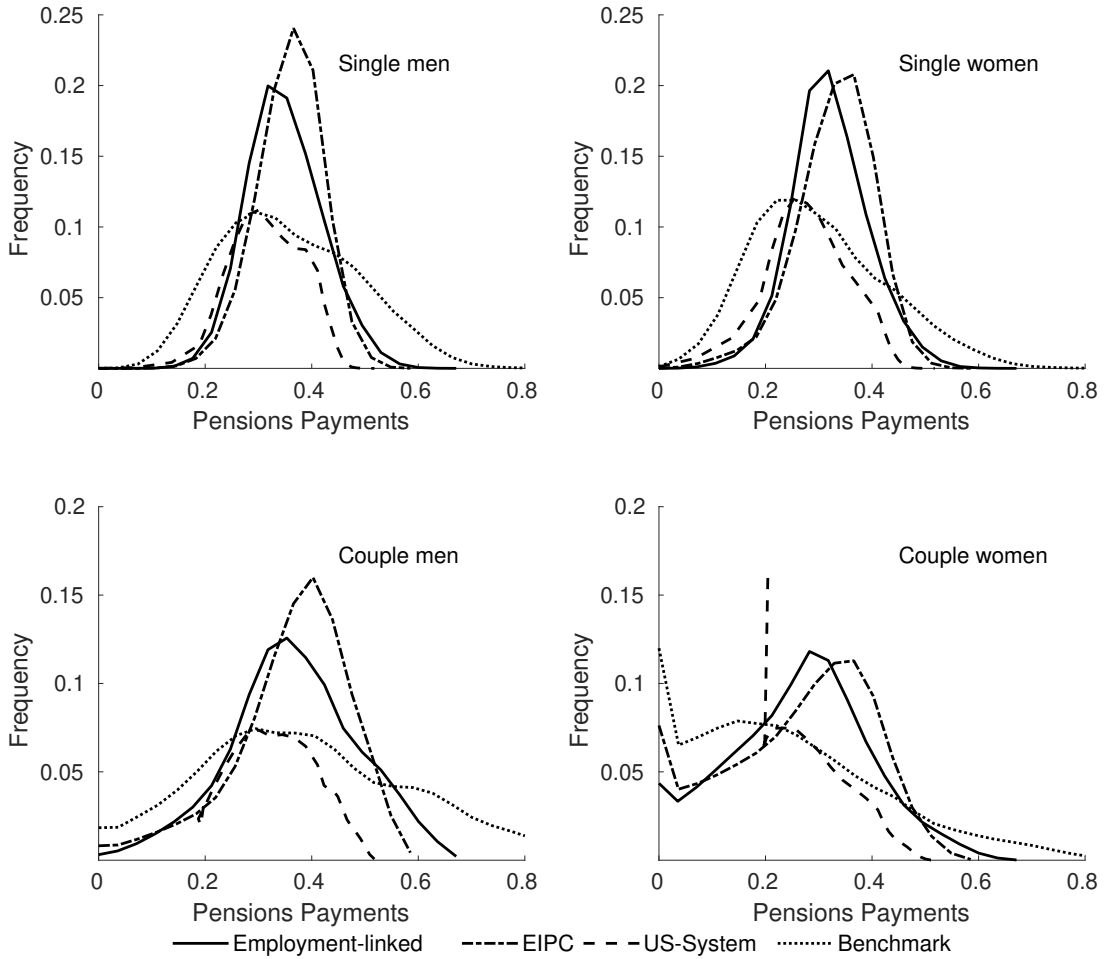 0.25
0.2
0.15
0.1
0.05
Frequency
Single men
0 0.2 0.4 0.6 0.8
Pensions Payments
0.25
0.2
0.15
0.1
0.05
Frequency
Single women
0 0.2 0.4 0.6 0.8
Pensions Payments
0.2
0.15
0.1
0.05
Frequency
Couple men
0 0.2 0.4 0.6 0.8
Pensions Payments
0.2
0.15
0.1
0.05
Frequency
Couple women
0 0.2 0.4 0.6 0.8
Pensions Payments
Employment-linked EIPC US-System Benchmark